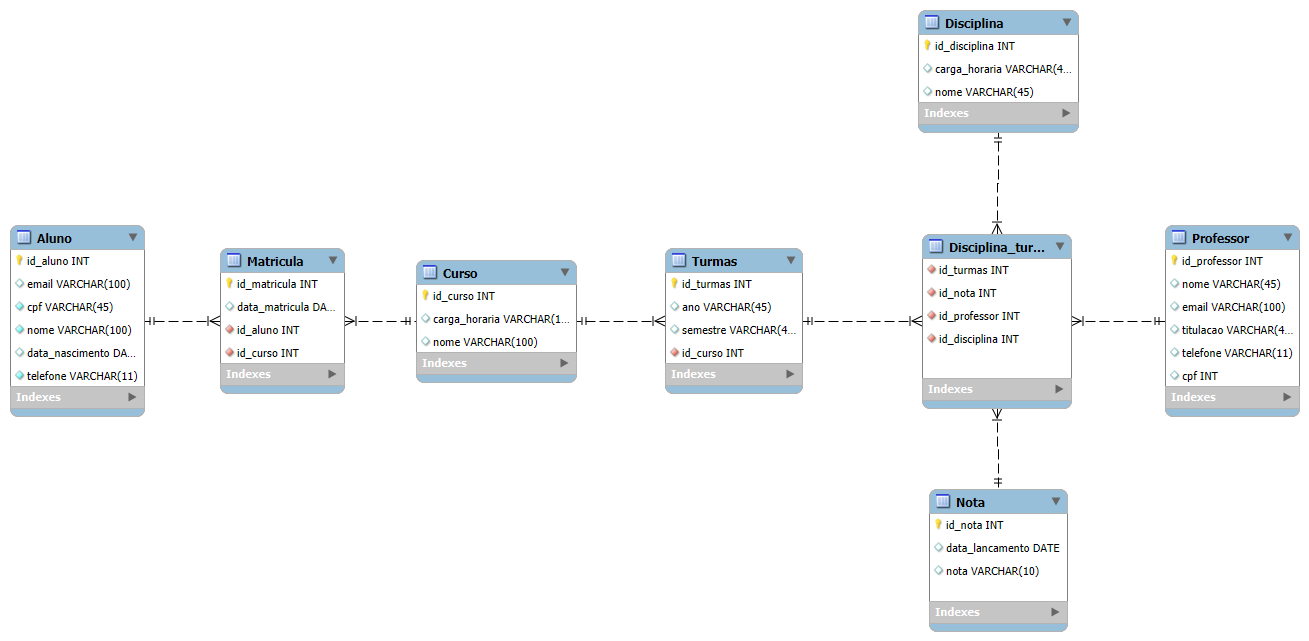 Disciplina
id_disciplina INT
carga_horaria VARCHAR(4...
nome VARCHAR(45)
Indexes
Aluno
id_aluno INT
email VARCHAR(100)
cpf VARCHAR(45)
nome VARCHAR(100)
data_nascimento DA...
telefone VARCHAR(11)
Indexes
Matricula
id_matricula INT
data_matricula DA...
id_aluno INT
id_curso INT
Indexes
Curso
id_curso INT
carga_horaria VARCHAR(1...
nome VARCHAR(100)
Indexes
Turmas
id_turmas INT
ano VARCHAR(45)
semestre VARCHAR(4...
id_curso INT
Indexes
Disciplina_tur...
id_turmas INT
id_nota INT
id_professor INT
id_disciplina INT
Indexes
Professor
id_professor INT
nome VARCHAR(45)
email VARCHAR(100)
titulacao VARCHAR(4...
telefone VARCHAR(11)
cpf INT
Indexes
Nota
id_nota INT
data_lancamento DATE
nota VARCHAR(10)
Indexes